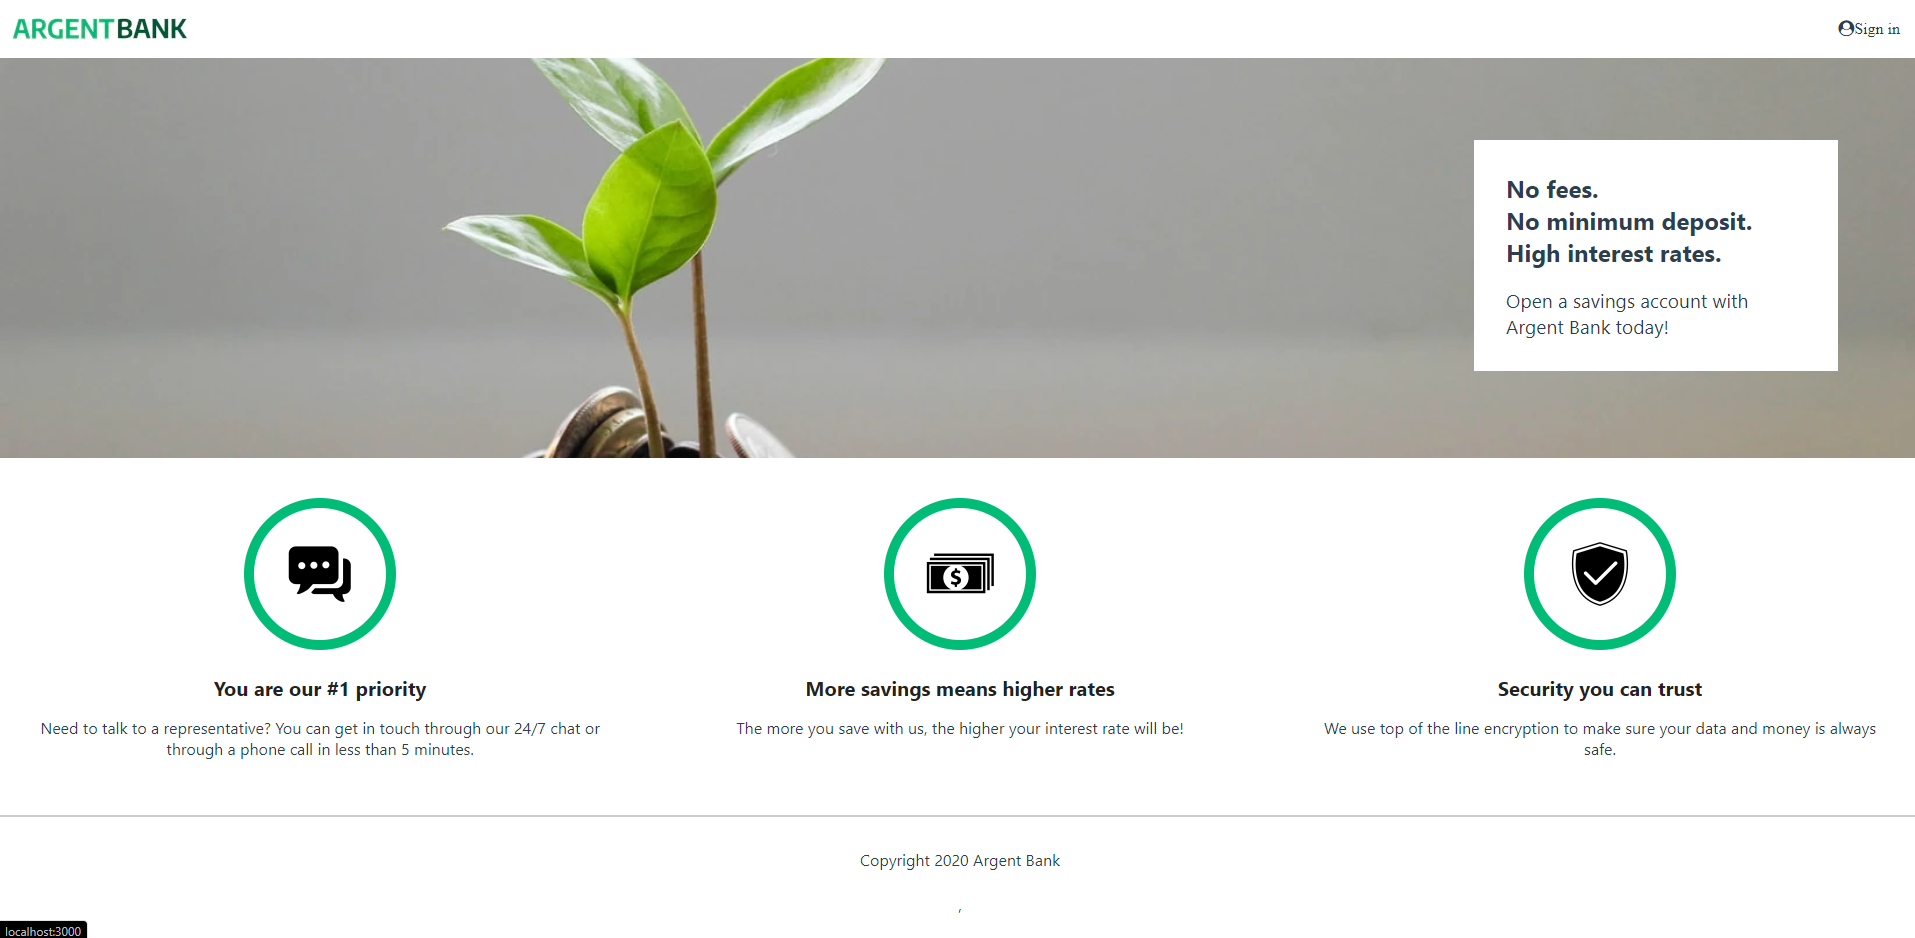 ARGENTBANK
Sign in
No fees.
No minimum deposit.
High interest rates.
Open a savings account with
Argent Bank today!
$
You are our #1 priority
Need to talk to a representative? You can get in touch through our 24/7 chat or
through a phone call in less than 5 minutes.
More savings means higher rates
The more you save with us, the higher your interest rate will be!
Security you can trust
We use top of the line encryption to make sure your data and money is always
safe.
Copyright 2020 Argent Bank
,
localhost:3000